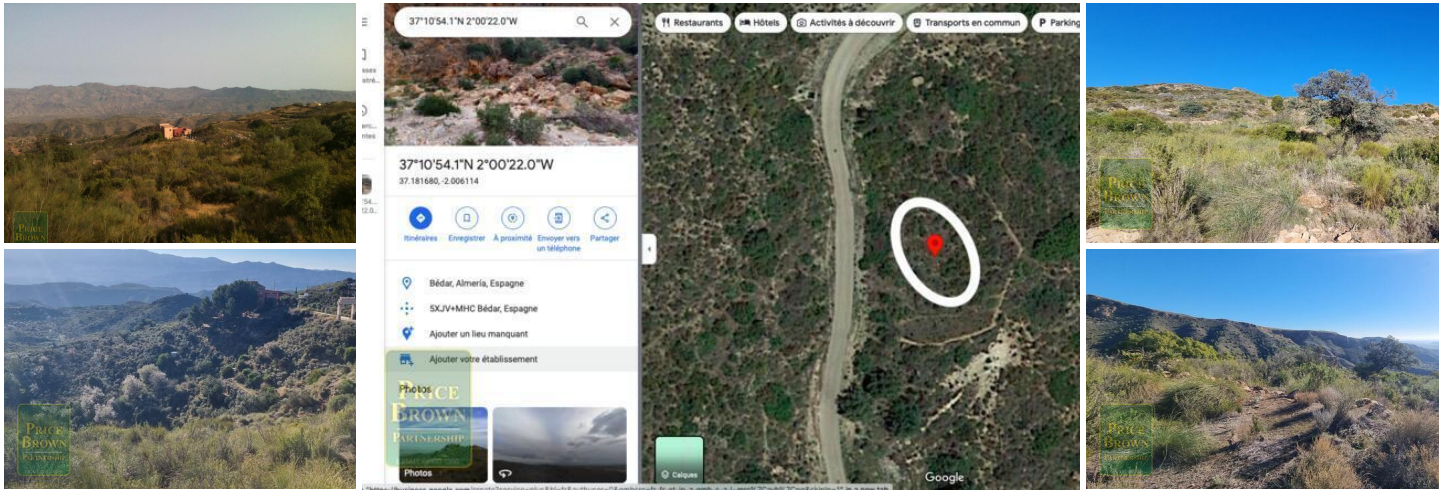 PRICE
BROWN
PRICE
BROWN
PARTNERSHIP
37°10'54.1"N 2°00'22.0"W
37°10'54.1"N 2°00'22.0"W
37.181680, -2.006114
Itinéraires
Enregistrer
À proximité
Envoyer vers
un téléphone
Partager
Bédar, Almería, Espagne
5XJV+MHC Bédar, Espagne
Ajouter un lieu manquant
Ajouter votre établissement
Photos
PRICE
BROWN
PARTNERSHIP
Photos
Restaurants
Hôtels
Activités à découvrir
Transports en commun
P Parking
Calques
Google
PRICE
BROWN
PARTNERSHIP
PRICE
BROWN
PARTNERSHIP